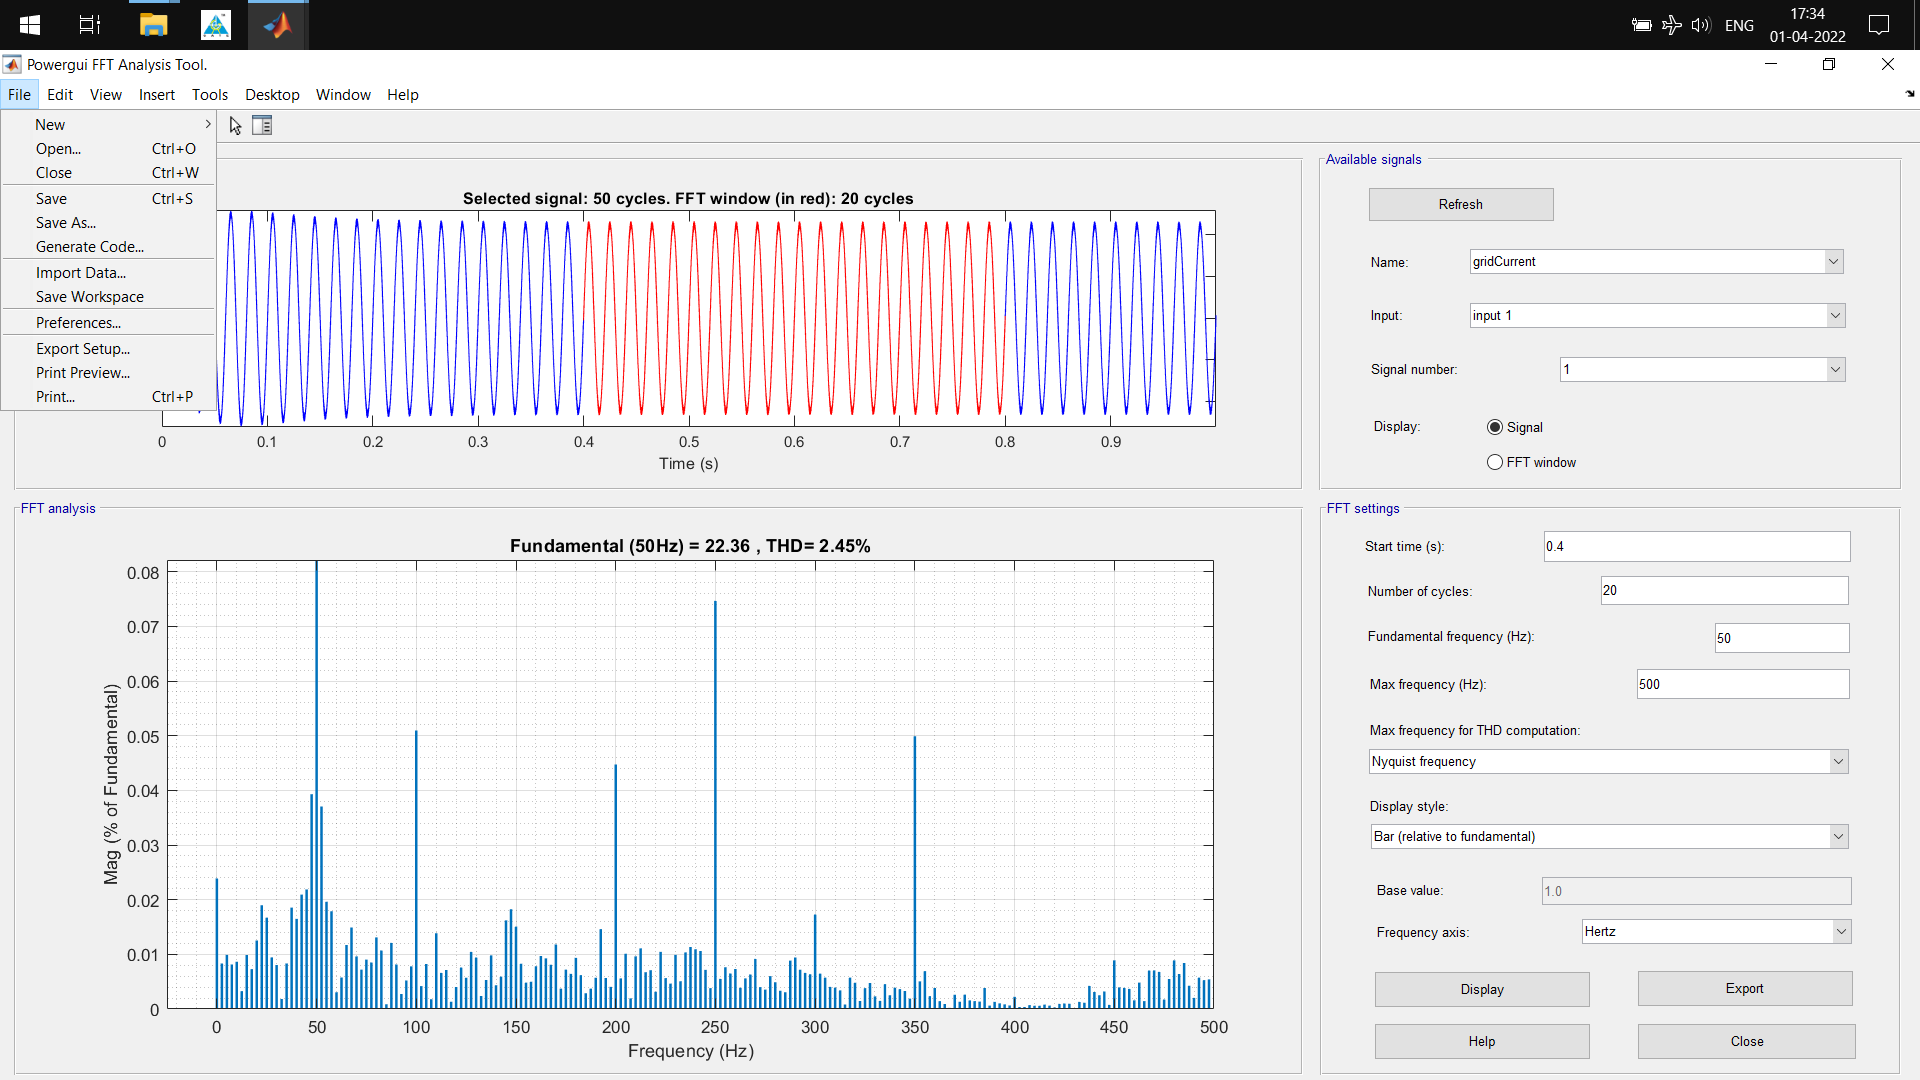 ENG
17:34
01-04-2022
Powergui FFT Analysis Tool.
File Edit View Insert Tools Desktop Window Help
New
Open... Ctrl+O
Close Ctrl+W
Save Ctrl+S
Save As...
Generate Code...
Import Data...
Save Workspace
Preferences...
Export Setup...
Print Preview...
Print... Ctrl+P
Selected signal: 50 cycles. FFT window (in red): 20 cycles
0 0.1 0.2 0.3 0.4 0.5 0.6 0.7 0.8 0.9
Time (s)
Available signals
Refresh
Name: gridCurrent
Input: input 1
Signal number: 1
Display: Signal
FFT window
FFT analysis
Fundamental (50Hz) = 22.36 , THD= 2.45%
Mag (% of Fundamental)
0.08
0.07
0.06
0.05
0.04
0.03
0.02
0.01
0
0 50 100 150 200 250 300 350 400 450 500
Frequency (Hz)
FFT settings
Start time (s): 0.4
Number of cycles: 20
Fundamental frequency (Hz): 50
Max frequency (Hz): 500
Max frequency for THD computation:
Nyquist frequency
Display style:
Bar (relative to fundamental)
Base value: 1.0
Frequency axis: Hertz
Display Export
Help Close